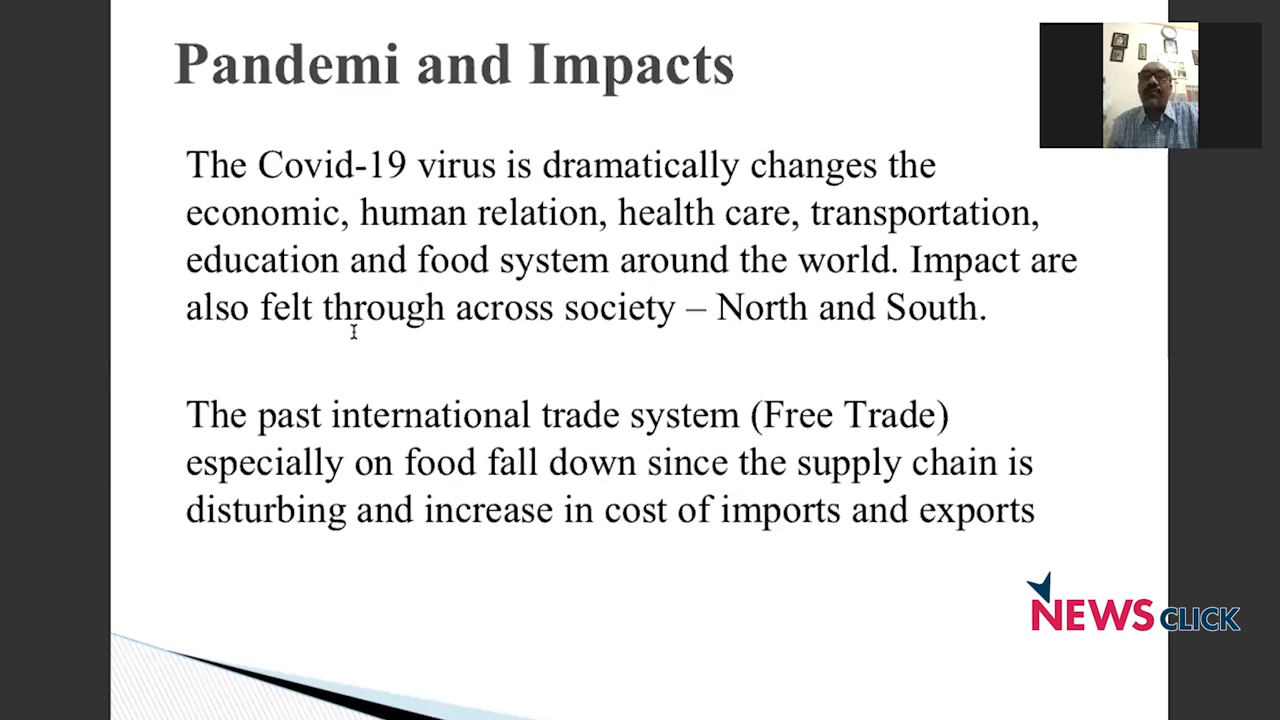 Pandemi and Impacts
The Covid-19 virus is dramatically changes the
economic, human relation, health care, transportation,
education and food system around the world. Impact are
also felt through across society – North and South.
The past international trade system (Free Trade)
especially on food fall down since the supply chain is
disturbing and increase in cost of imports and exports
NEWS CLICK